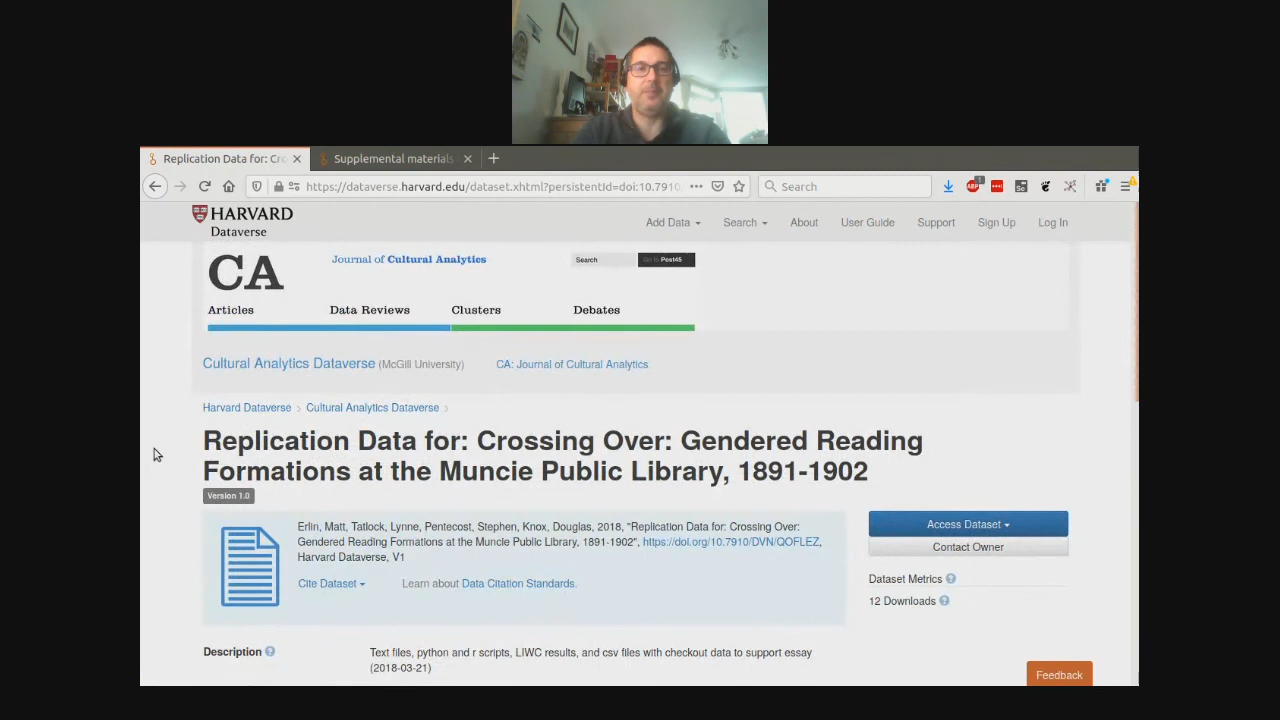 Replication Data for: Cro
Supplemental materials
https://dataverse.harvard.edu/dataset.xhtml?persistentId=doi:10.7910
Search
HARVARD
Dataverse
Add Data
Search
About
User Guide
Support
Sign Up
Log In
CA
Journal of Cultural Analytics
Search
Go to Post45
Articles
Data Reviews
Clusters
Debates
Cultural Analytics Dataverse (McGill University)
CA: Journal of Cultural Analytics
Harvard Dataverse > Cultural Analytics Dataverse >
Replication Data for: Crossing Over: Gendered Reading
Formations at the Muncie Public Library, 1891-1902
Version 1.0
Erlin, Matt, Tatlock, Lynne, Pentecost, Stephen, Knox, Douglas, 2018, "Replication Data for: Crossing Over:
Gendered Reading Formations at the Muncie Public Library, 1891-1902", https://doi.org/10.7910/DVN/QOFLEZ,
Harvard Dataverse, V1
Cite Dataset
Learn about Data Citation Standards.
Access Dataset
Contact Owner
Dataset Metrics
12 Downloads
Description
Text files, python and r scripts, LIWC results, and csv files with checkout data to support essay
(2018-03-21)
Feedback